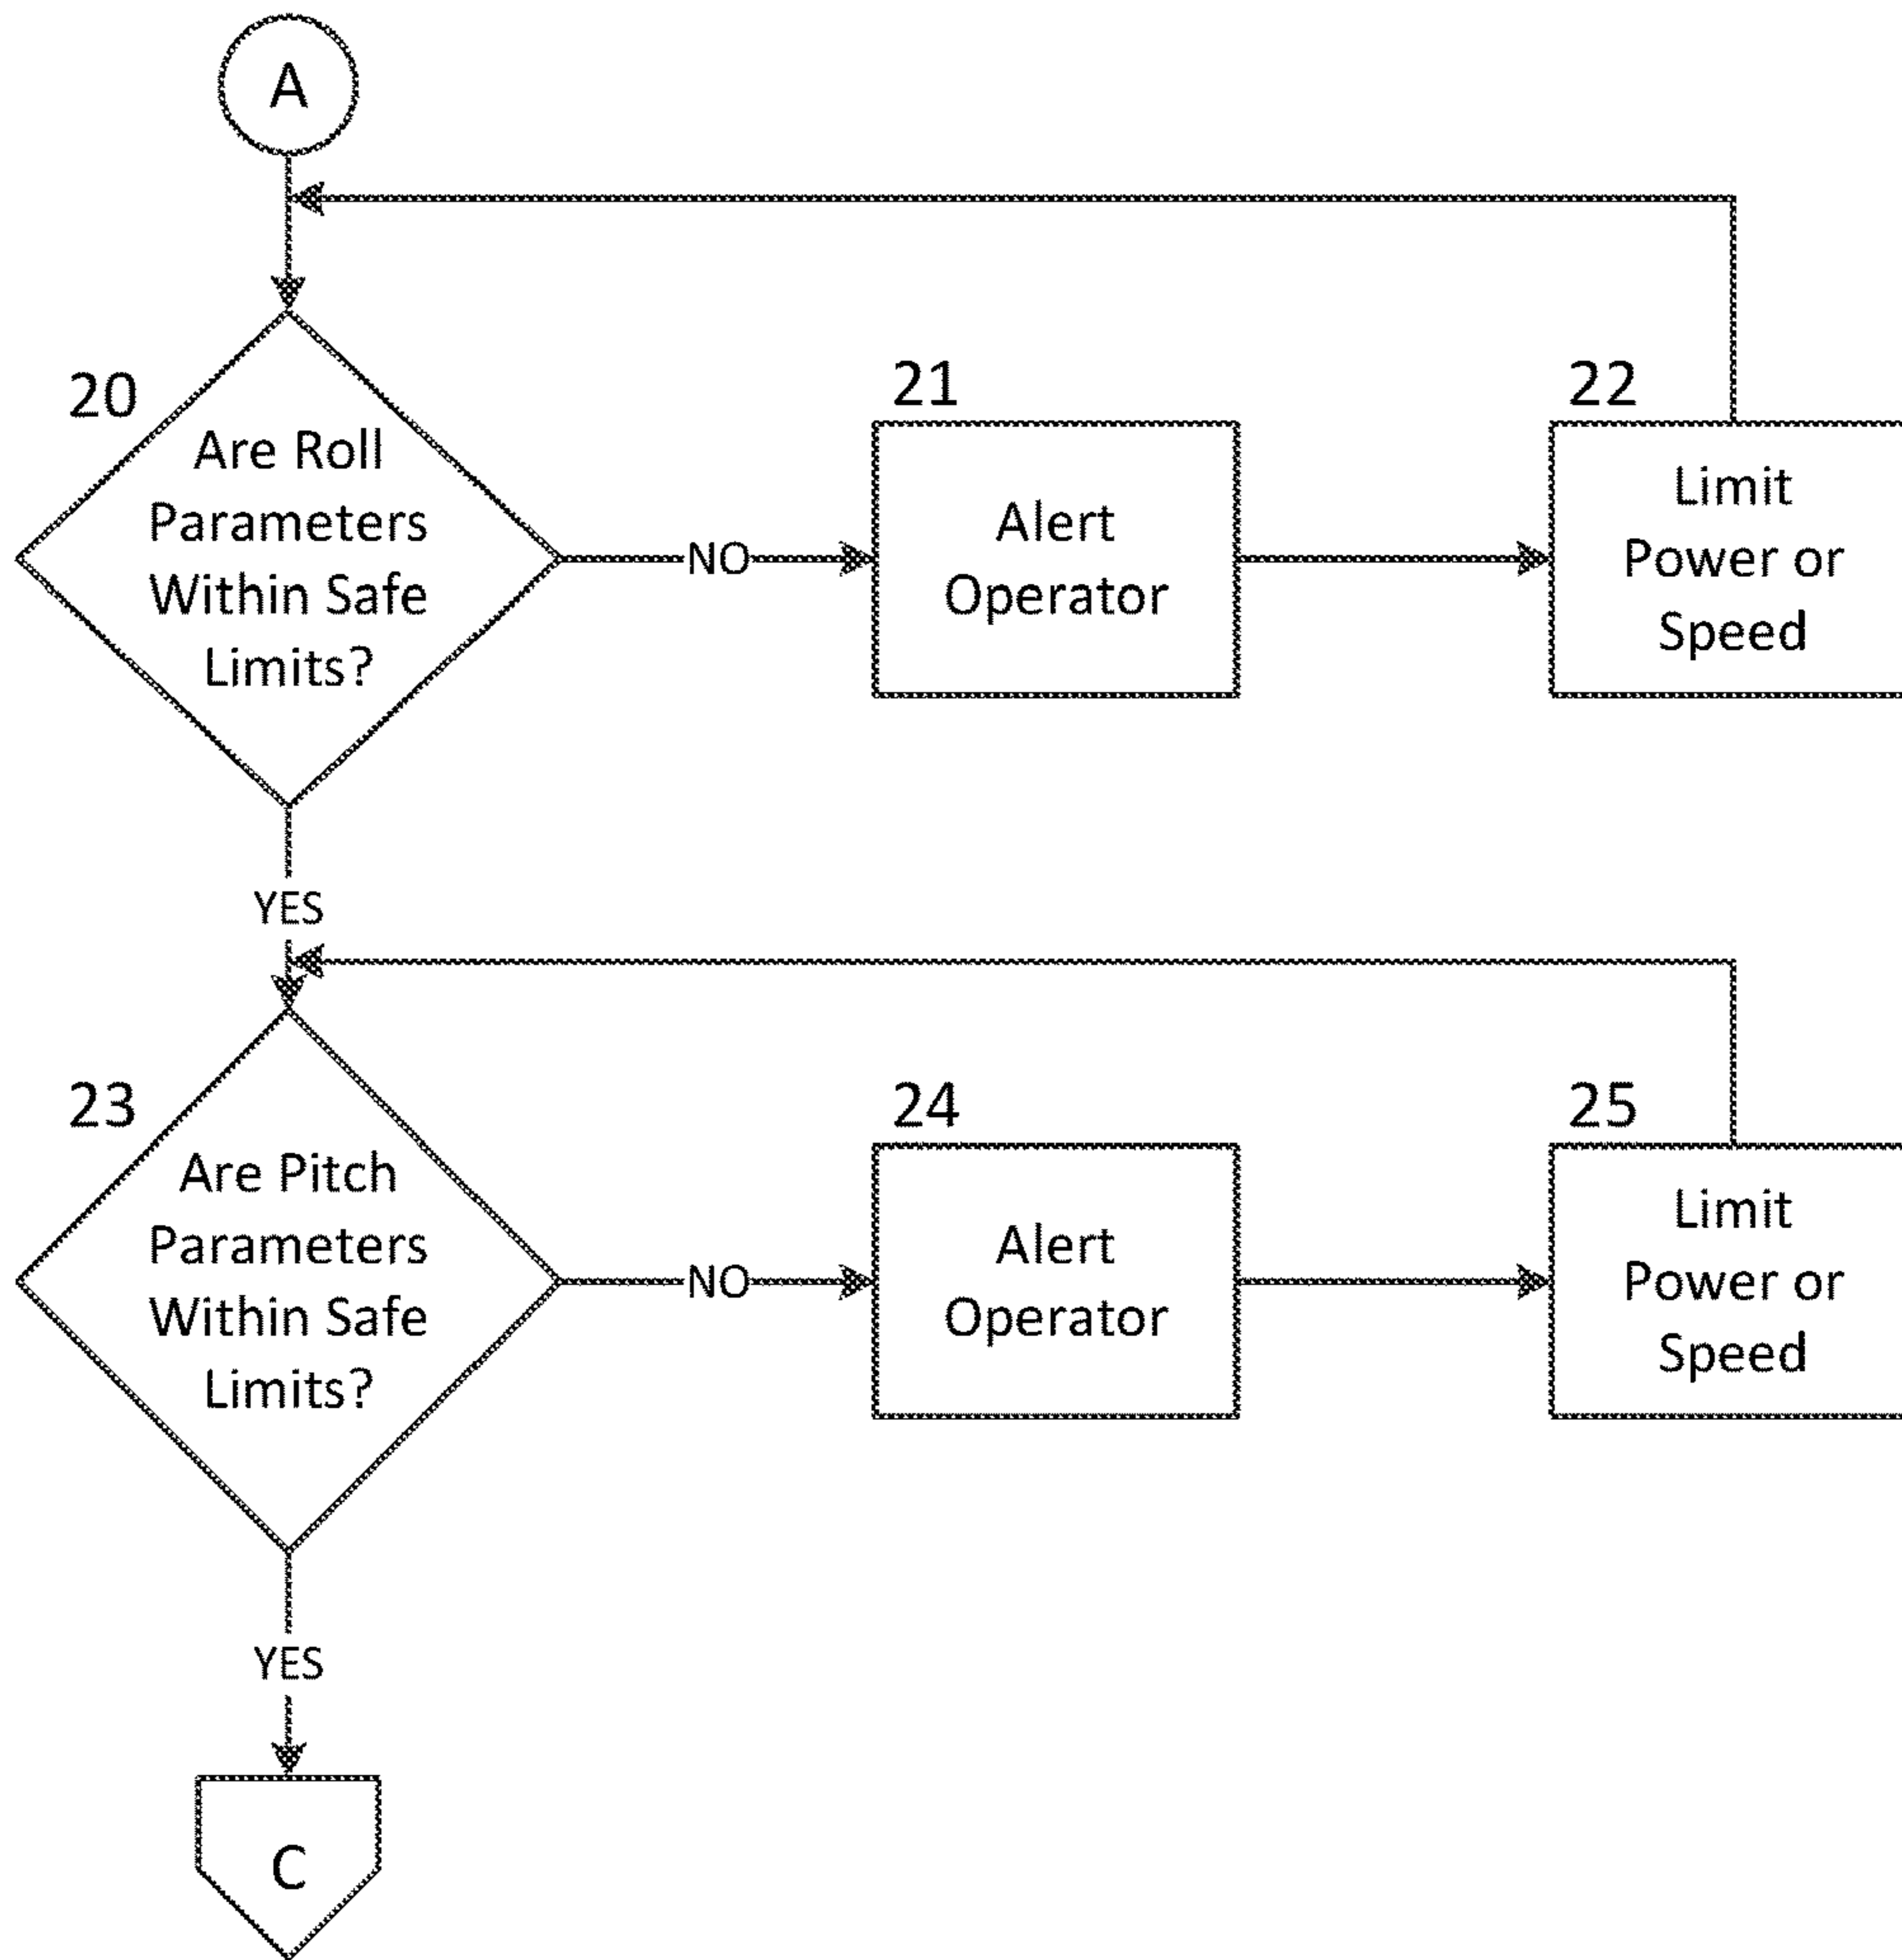 A
20
Are Roll
Parameters
Within Safe
Limits?
NO
21
Alert
Operator
22
Limit
Power or
Speed
YES
23
Are Pitch
Parameters
Within Safe
Limits?
NO
24
Alert
Operator
25
Limit
Power or
Speed
YES
C